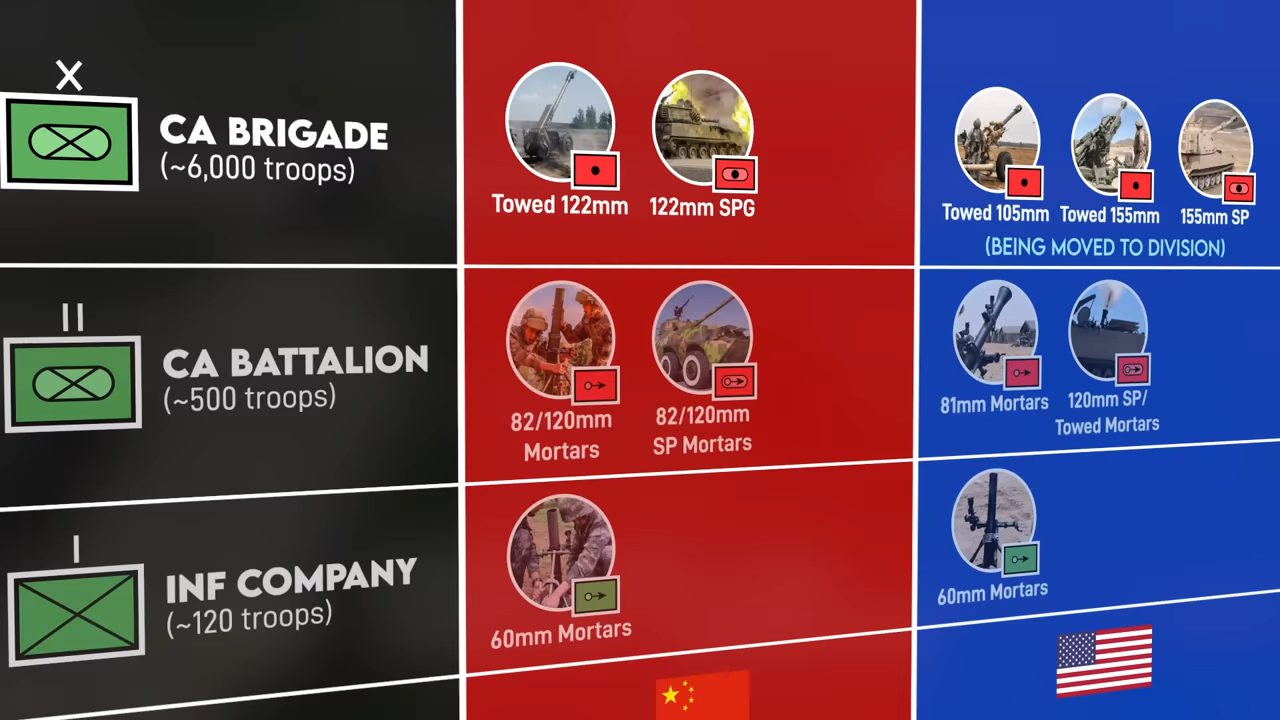 X
CA BRIGADE
(~6,000 troops)
Towed 122mm
122mm SPG
Towed 105mm
Towed 155mm
155mm SP
(BEING MOVED TO DIVISION)
II
CA BATTALION
(~500 troops)
82/120mm
Mortars
82/120mm
SP Mortars
81mm Mortars
120mm SP/
Towed Mortars
I
INF COMPANY
(~120 troops)
60mm Mortars
60mm Mortars